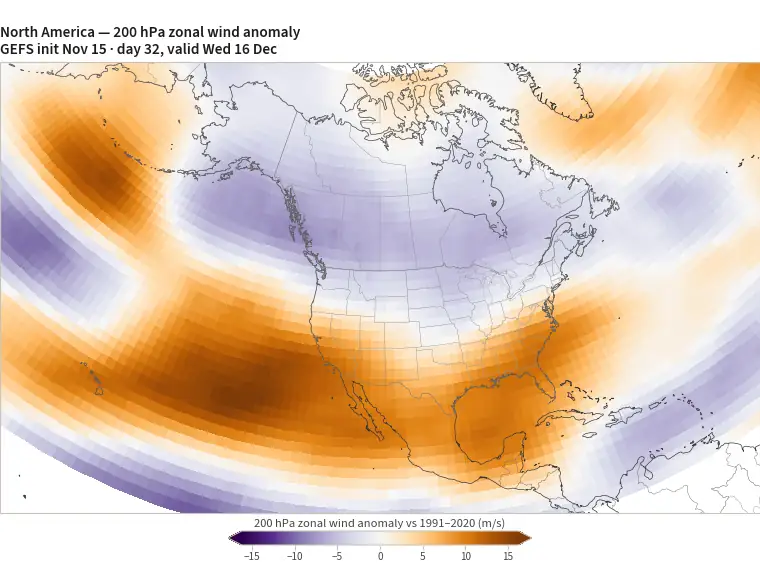 North America — 200 hPa zonal wind anomaly
GEFS init Nov 15 · day 32, valid Wed 16 Dec
200 hPa zonal wind anomaly vs 1991–2020 (m/s)
−15 −10 −5 0 5 10 15